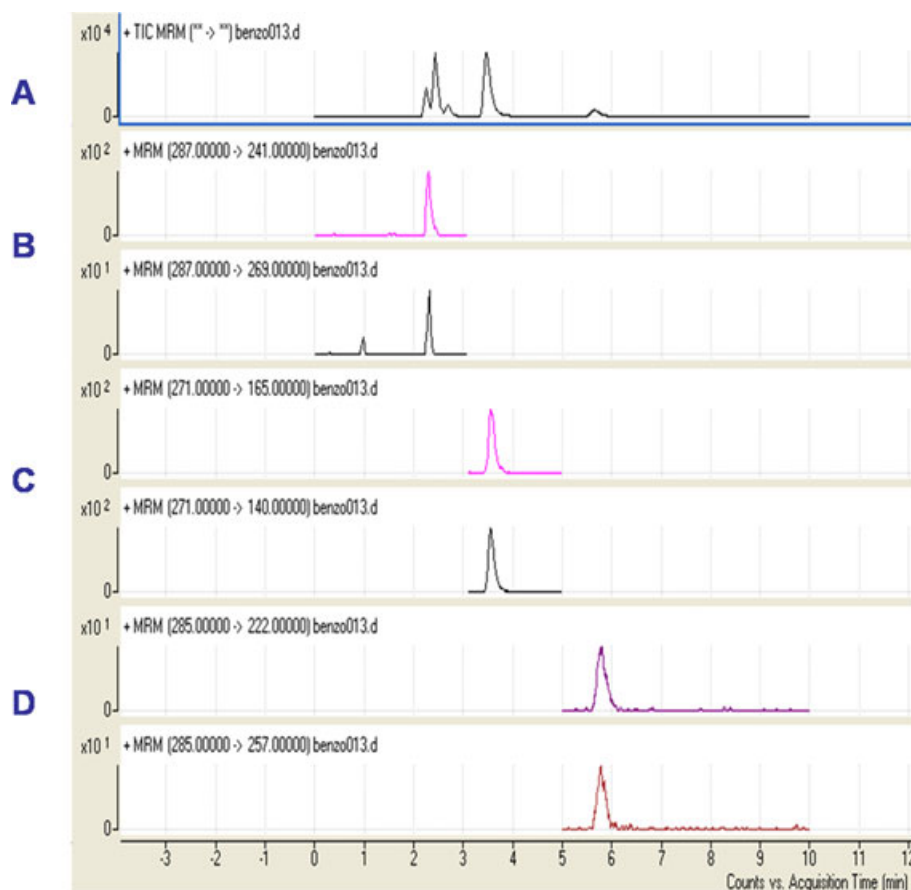 x10 4 + TIC MRM ("" -> "") benzo013.d
A
0
+ MRM (287.00000 -> 241.00000) benzo013.d
x10 2
0
B
+ MRM (287.00000 -> 269.00000) benzo013.d
x10 1
0
+ MRM (271.00000 -> 165.00000) benzo013.d
x10 2
0
C
+ MRM (271.00000 -> 140.00000) benzo013.d
x10 2
0
+ MRM (285.00000 -> 222.00000) benzo013.d
x10 1
D
0
+ MRM (285.00000 -> 257.00000) benzo013.d
x10 1
0
-3 -2 -1 0 1 2 3 4 5 6 7 8 9 10 11 12
Counts vs. Acquisition Time (min)